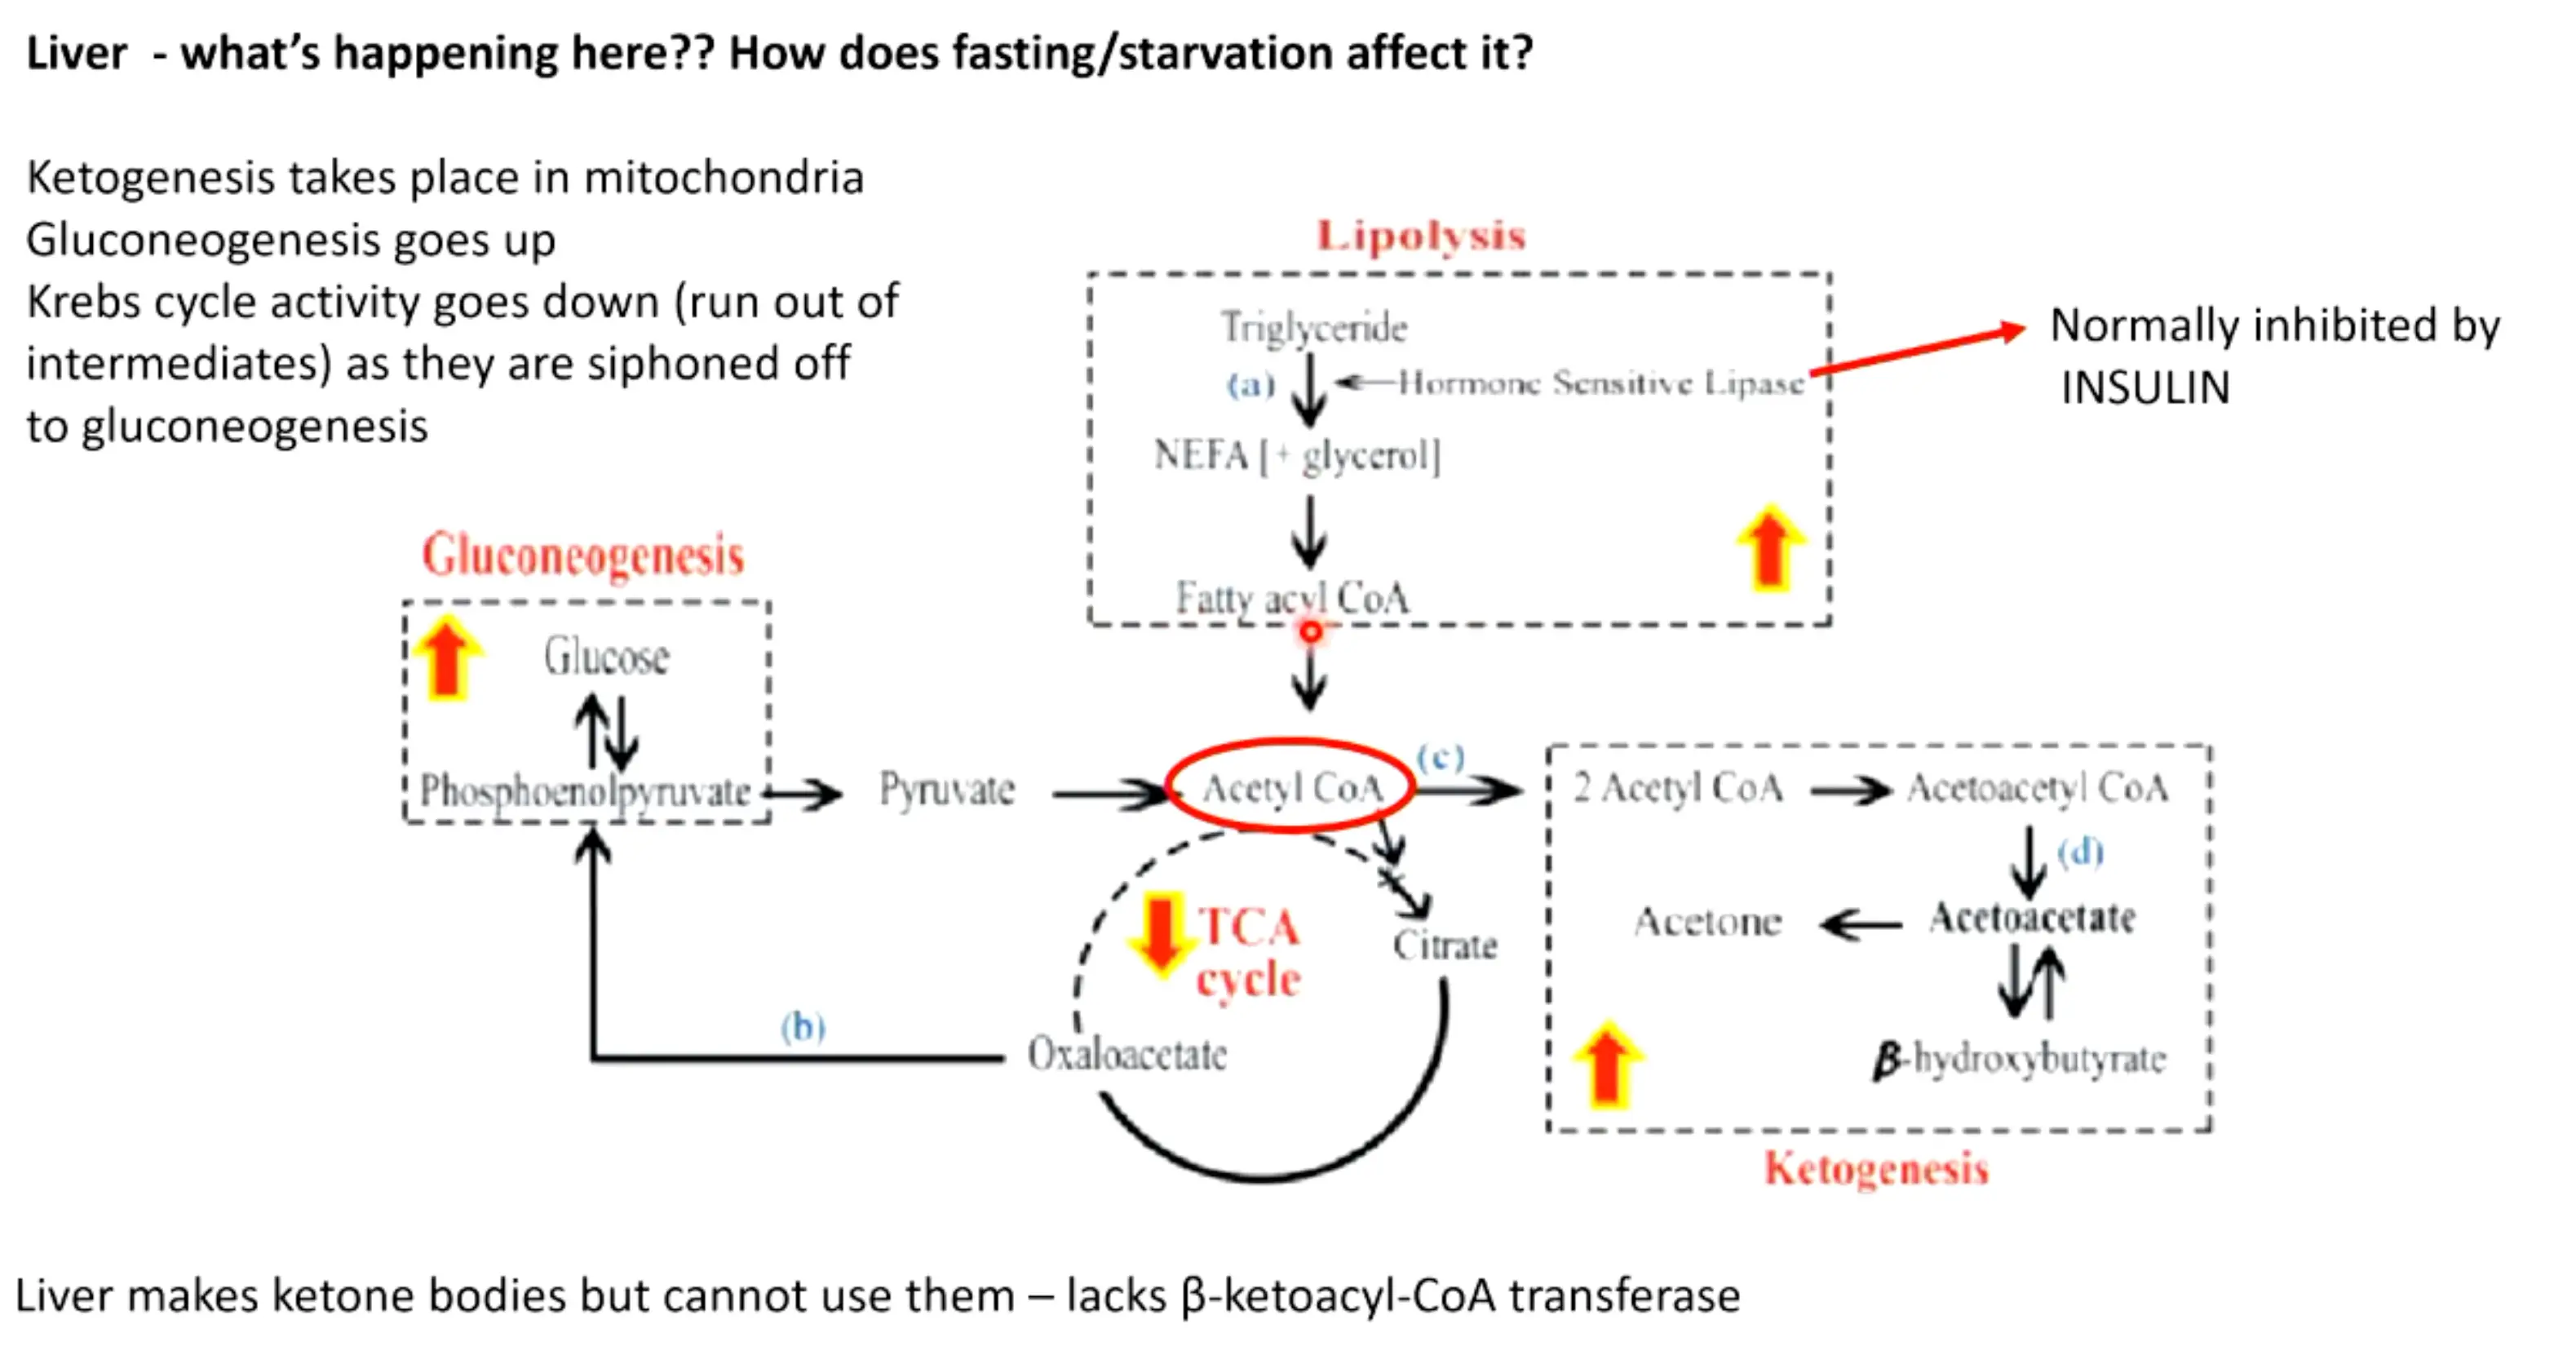 Liver - what's happening here?? How does fasting/starvation affect it?
Ketogenesis takes place in mitochondria
Gluconeogenesis goes up
Krebs cycle activity goes down (run out of
intermediates) as they are siphoned off
to gluconeogenesis
Lipolysis
Triglyceride
(a)
Hormone Sensitive Lipase
Normally inhibited by
INSULIN
NEFA [+ glycerol]
Fatty acyl CoA
Gluconeogenesis
Glucose
Phosphoenolpyruvate
Pyruvate
Acetyl CoA
(c)
2 Acetyl CoA
Acetoacetyl CoA
(d)
Acetone
Acetoacetate
β-hydroxybutyrate
Ketogenesis
TCA
cycle
Citrate
Oxaloacetate
(b)
Liver makes ketone bodies but cannot use them – lacks β-ketoacyl-CoA transferase